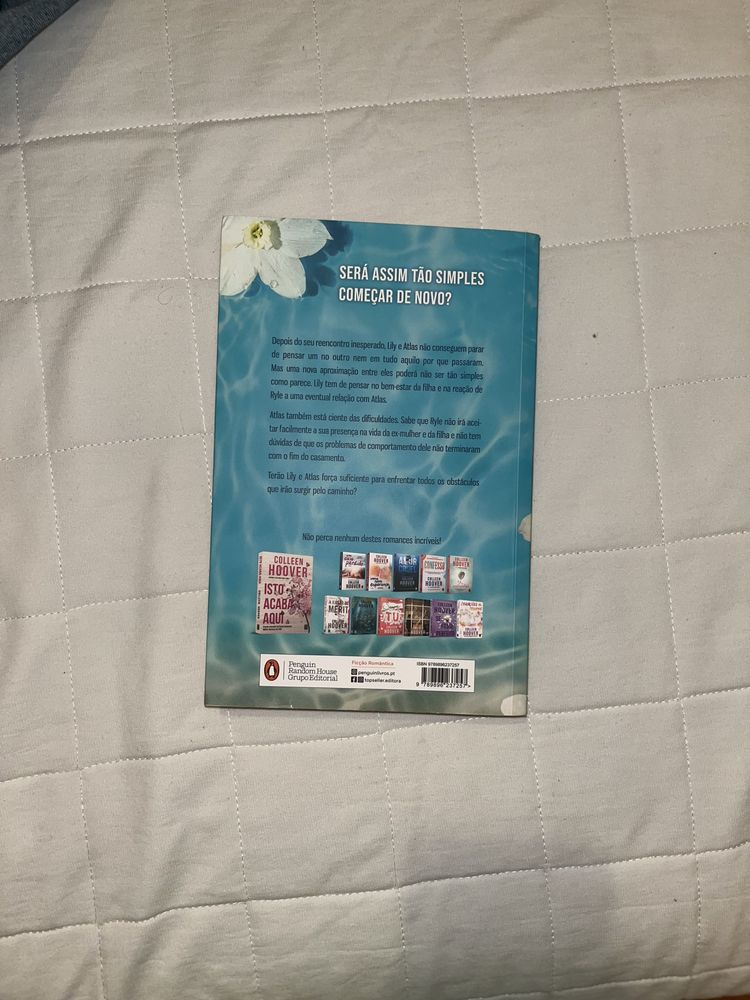 SERÁ ASSIM TÃO SIMPLES
COMEÇAR DE NOVO?
Depois do seu reencontro inesperado, Lily e Atlas não conseguem parar
de pensar um no outro nem em tudo aquilo por que passaram.
Mas uma nova aproximação entre eles poderá não ser tão simples
como parece. Lily tem de pensar no bem-estar da filha e na reação de
Ryle a uma eventual relação com Atlas.
Atlas também está ciente das dificuldades. Sabe que Ryle não irá acei-
tar facilmente a sua presença na vida da ex-mulher e da filha e não tem
dúvidas de que os problemas de comportamento dele não terminaram
com o fim do casamento.
Terão Lily e Atlas força suficiente para enfrentar todos os obstáculos
que irão surgir pelo caminho?
Não perca nenhum destes romances incríveis!
COLLEEN
HOOVER
ISTO
ACABA
AQUI
CONFESSO
COLLEEN
HOOVER
Penguin
Random House
Grupo Editorial
Ficção Romântica
penguinlivros.pt
topseller.editora
ISBN 9789896237257
9 789896 237257 >